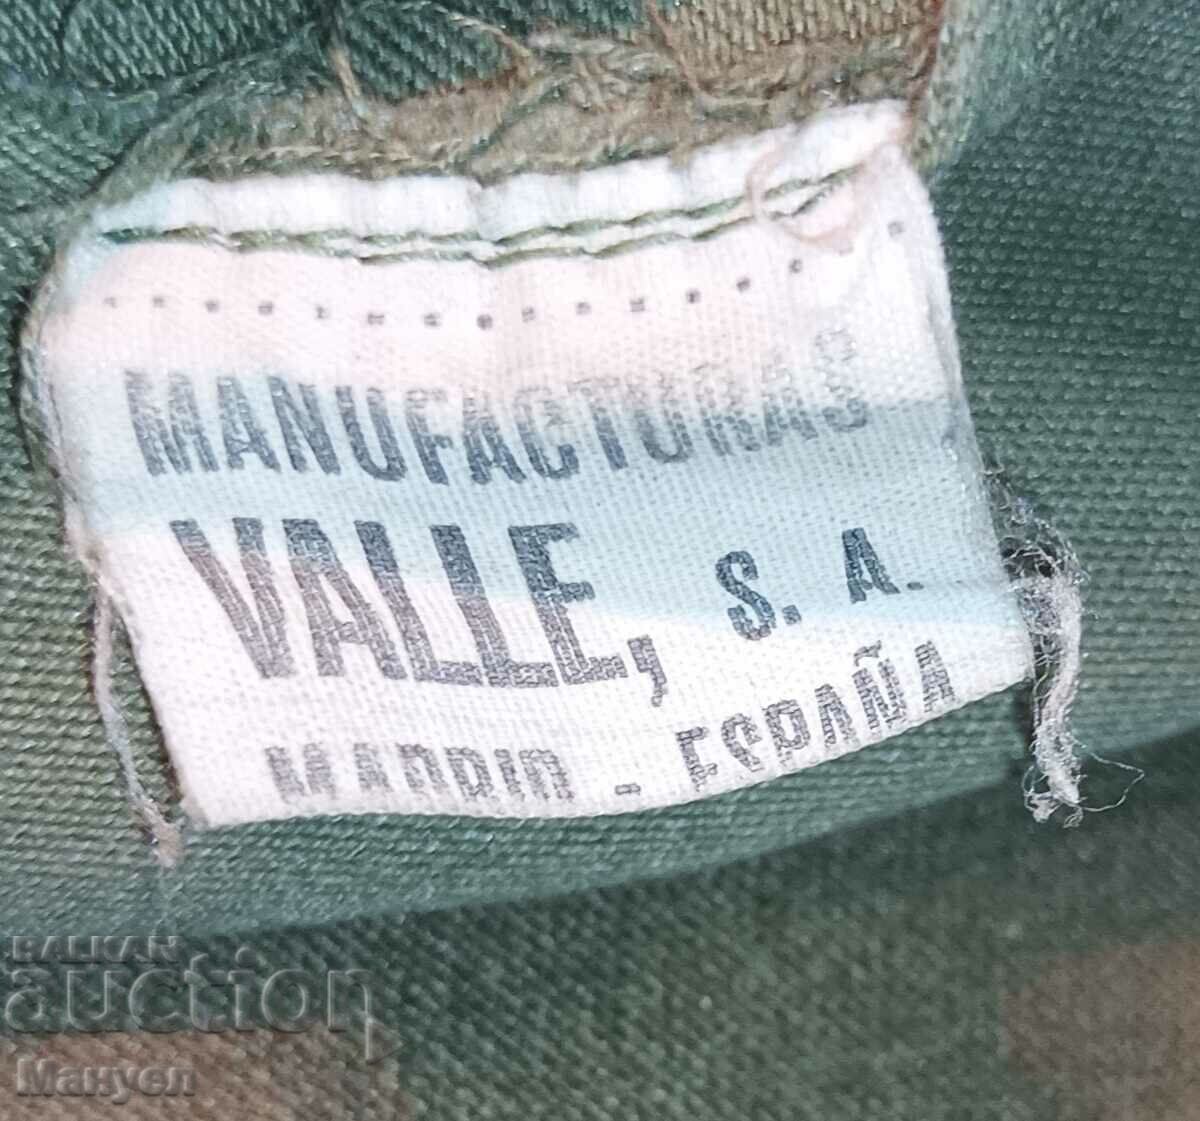 MANUFACTURAS
VALLE, S. A.
MADRID - ESPAÑA
BALKAN
auction
Мануел